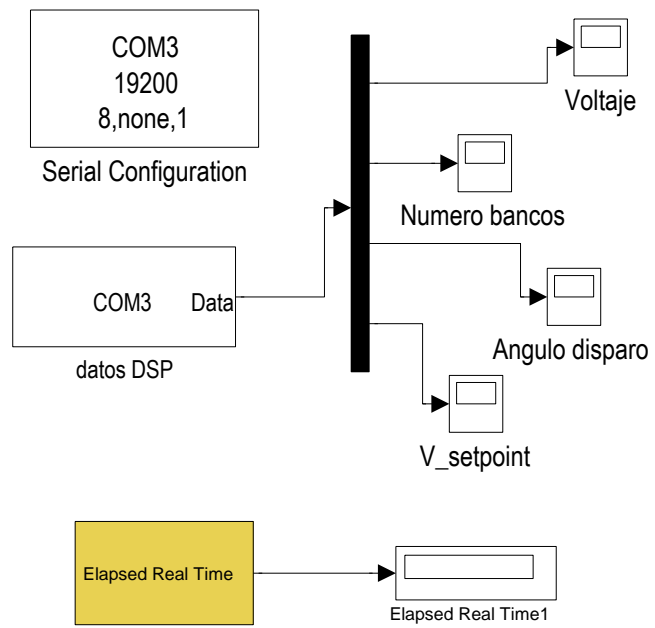 COM3
19200
8,none,1
Serial Configuration
Voltaje
Numero bancos
COM3
Data
datos DSP
Angulo disparo
V_setpoint
Elapsed Real Time
Elapsed Real Time1